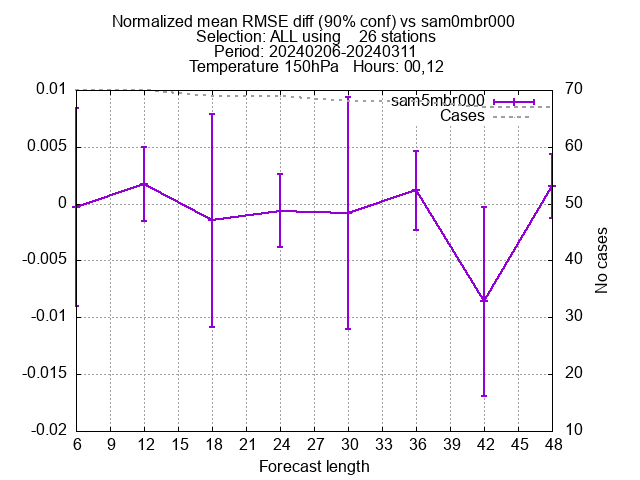 Normalized mean RMSE diff (90% conf) vs sam0mbr000
Selection: ALL using    26 stations
Period: 20240206-20240311
Temperature 150hPa   Hours: 00,12
0.01
0.005
0
-0.005
-0.01
-0.015
-0.02
sam5mbr000
Cases
70
60
50
40
30
20
10
No cases
6 9 12 15 18 21 24 27 30 33 36 39 42 45 48
Forecast length